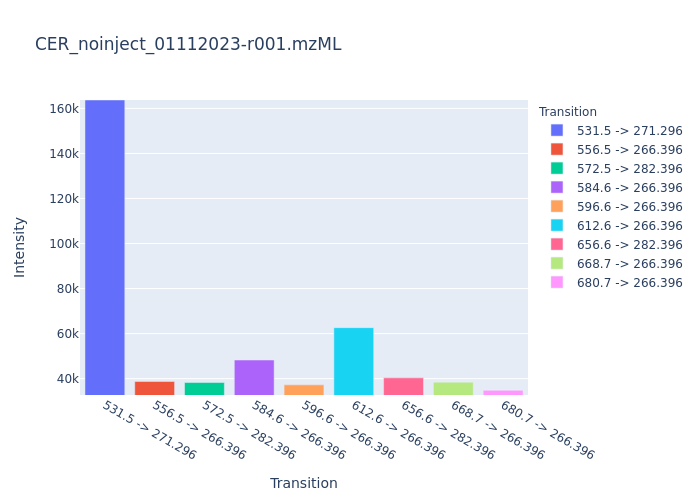 CER_noinject_01112023-r001.mzML
Intensity
160k
140k
120k
100k
80k
60k
40k
531.5 -> 271.296
556.5 -> 266.396
572.5 -> 282.396
584.6 -> 266.396
596.6 -> 266.396
612.6 -> 266.396
656.6 -> 282.396
668.7 -> 266.396
680.7 -> 266.396
Transition
Transition
531.5 -> 271.296
556.5 -> 266.396
572.5 -> 282.396
584.6 -> 266.396
596.6 -> 266.396
612.6 -> 266.396
656.6 -> 282.396
668.7 -> 266.396
680.7 -> 266.396